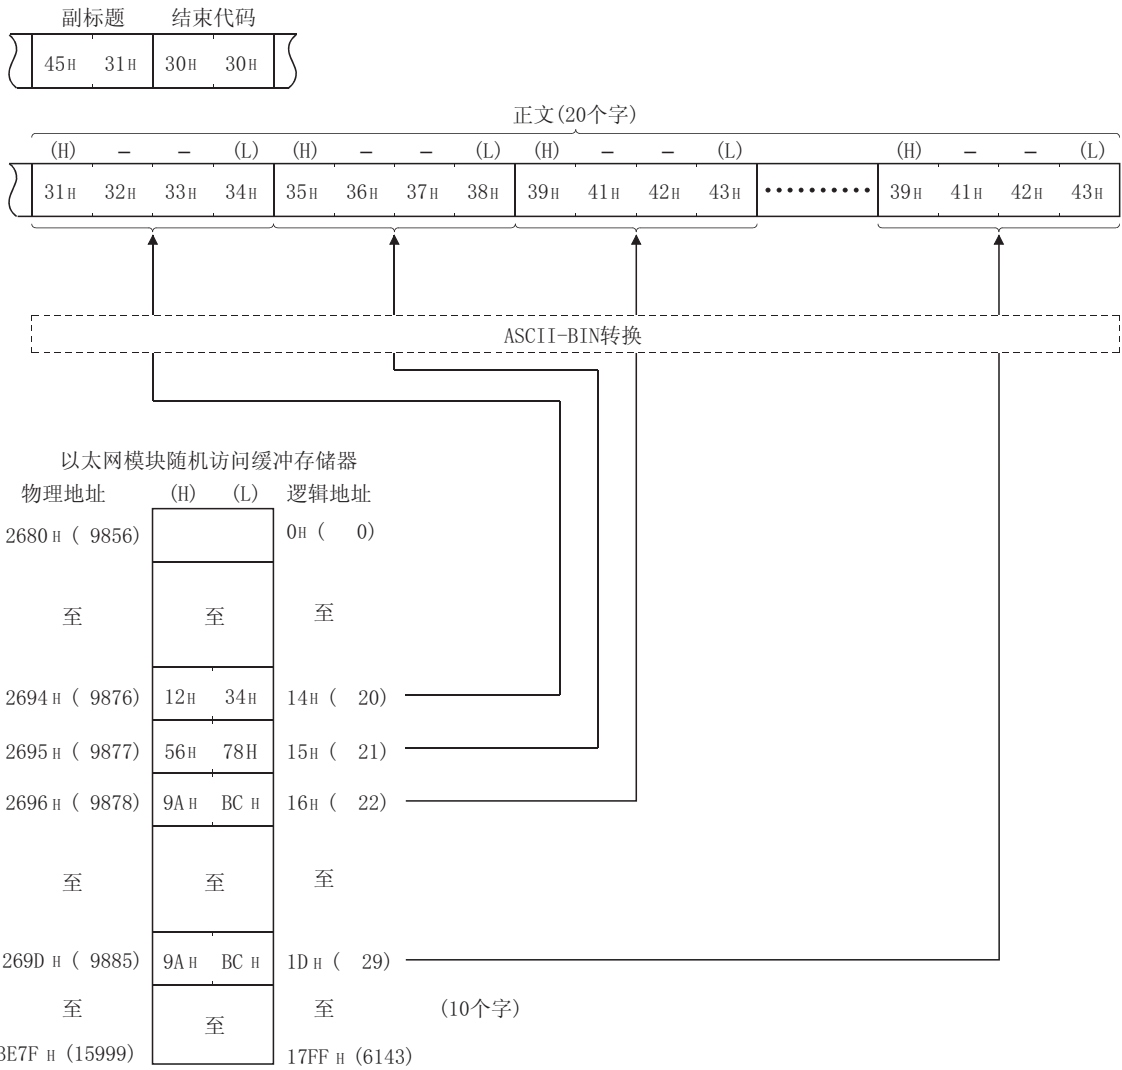 副标题 结束代码
45H 31H 30H 30H
正文(20个字)
(H) － － (L) (H) － － (L) (H) － － (L) (H) － － (L)
31H 32H 33H 34H 35H 36H 37H 38H 39H 41H 42H 43H ·········· 39H 41H 42H 43H
ASCII-BIN转换
以太网模块随机访问缓冲存储器
物理地址 (H) (L) 逻辑地址
2680H ( 9856) 0H ( 0)
至 至 至
2694H ( 9876) 12H 34H 14H ( 20)
2695H ( 9877) 56H 78H 15H ( 21)
2696H ( 9878) 9AH BCH 16H ( 22)
至 至 至
269DH ( 9885) 9AH BCH 1DH ( 29)
至 至 至 (10个字)
3E7FH (15999) 17FFH (6143)